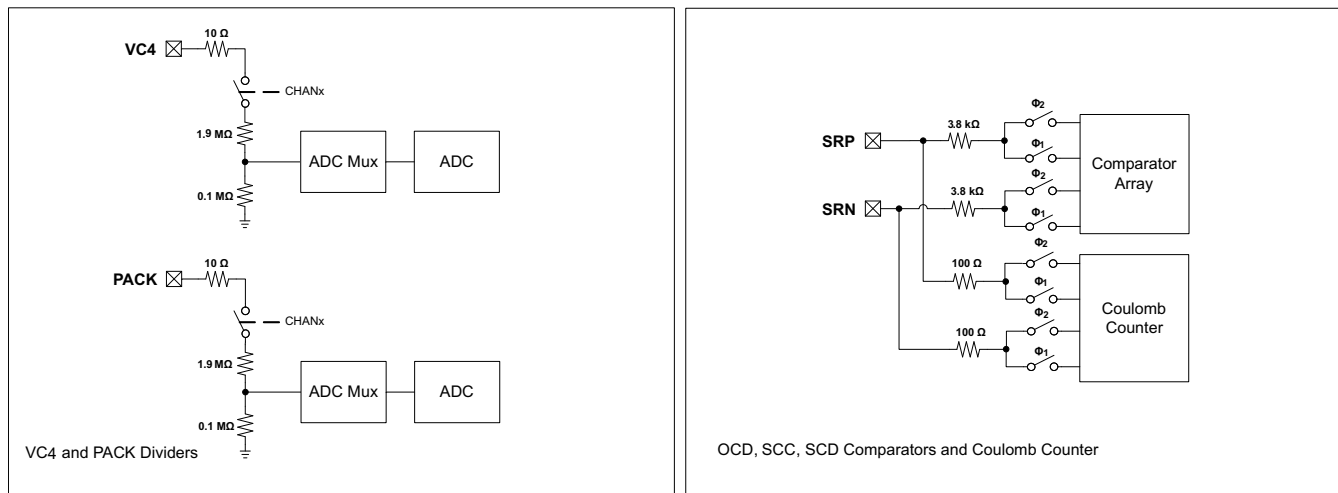 10 Ω
VC4
CHANx
1.9 MΩ
ADC Mux
ADC
0.1 MΩ
10 Ω
PACK
CHANx
1.9 MΩ
ADC Mux
ADC
0.1 MΩ
VC4 and PACK Dividers
Φ2
SRP
3.8 kΩ
Φ1
Comparator
Array
Φ2
SRN
3.8 kΩ
Φ1
Φ2
100 Ω
Φ1
Coulomb
Counter
Φ2
100 Ω
Φ1
OCD, SCC, SCD Comparators and Coulomb Counter